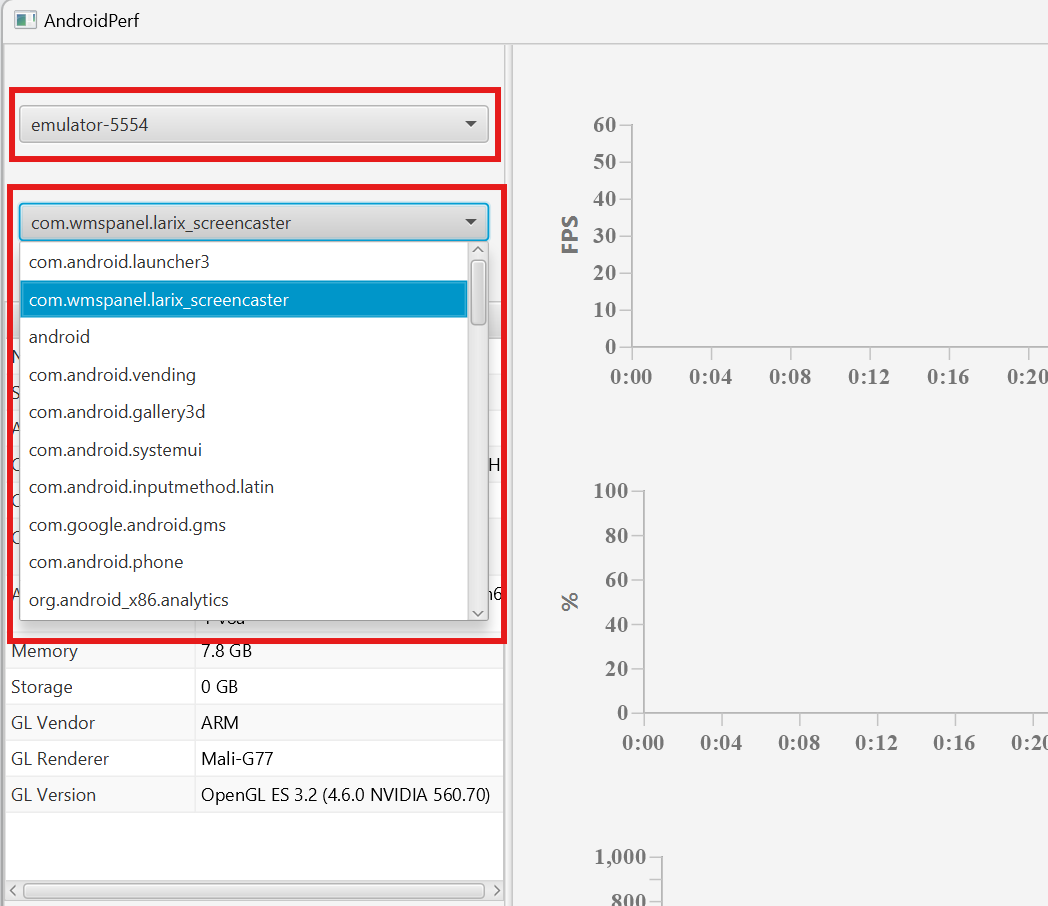 AndroidPerf
emulator-5554
com.wmspanel.larix_screencaster
com.android.launcher3
com.wmspanel.larix_screencaster
android
com.android.vending
com.android.gallery3d
com.android.systemui
com.android.inputmethod.latin
com.google.android.gms
com.android.phone
org.android_x86.analytics
Memory 7.8 GB
Storage 0 GB
GL Vendor ARM
GL Renderer Mali-G77
GL Version OpenGL ES 3.2 (4.6.0 NVIDIA 560.70)
FPS
60
50
40
30
20
10
0
0:00 0:04 0:08 0:12 0:16 0:20
%
100
80
60
40
20
0
0:00 0:04 0:08 0:12 0:16 0:20
1,000
800